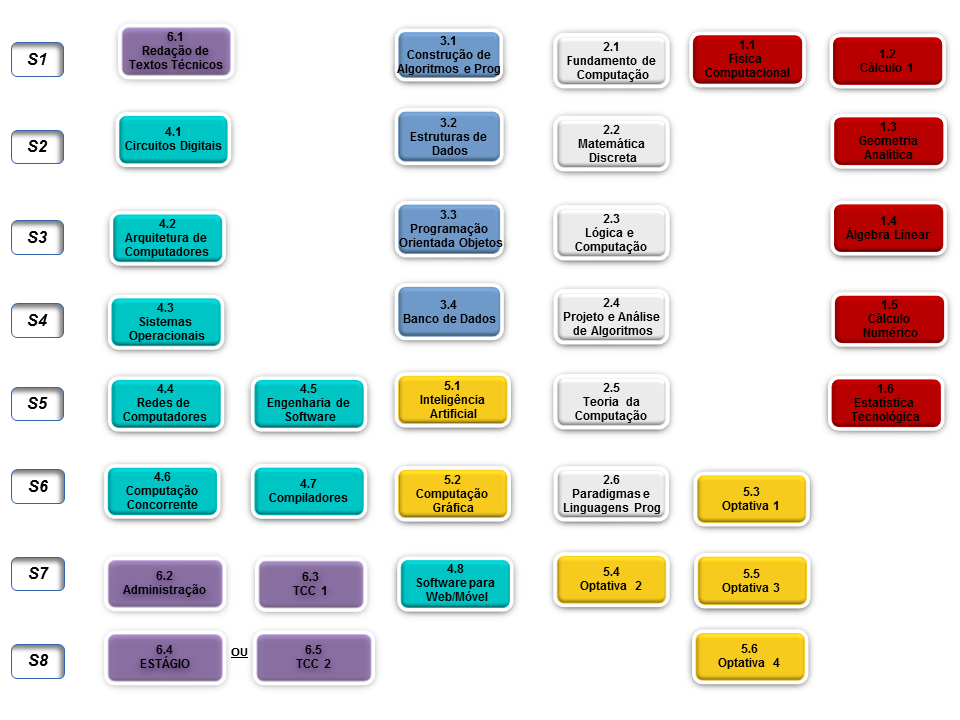 S1
6.1
Redação de
Textos Técnicos
3.1
Construção de
Algoritmos e Prog
2.1
Fundamento de
Computação
1.1
Física
Computacional
1.2
Cálculo 1
S2
4.1
Circuitos Digitais
3.2
Estruturas de
Dados
2.2
Matemática
Discreta
1.3
Geometria
Analítica
S3
4.2
Arquitetura de
Computadores
3.3
Programação
Orientada Objetos
2.3
Lógica e
Computação
1.4
Álgebra Linear
S4
4.3
Sistemas
Operacionais
3.4
Banco de Dados
2.4
Projeto e Análise
de Algoritmos
1.5
Cálculo
Numérico
S5
4.4
Redes de
Computadores
4.5
Engenharia de
Software
5.1
Inteligência
Artificial
2.5
Teoria da
Computação
1.6
Estatística
Tecnológica
S6
4.6
Computação
Concorrente
4.7
Compiladores
5.2
Computação
Gráfica
2.6
Paradigmas e
Linguagens Prog
5.3
Optativa 1
S7
6.2
Administração
6.3
TCC 1
4.8
Software para
Web/Móvel
5.4
Optativa 2
5.5
Optativa 3
S8
6.4
ESTÁGIO
OU
6.5
TCC 2
5.6
Optativa 4